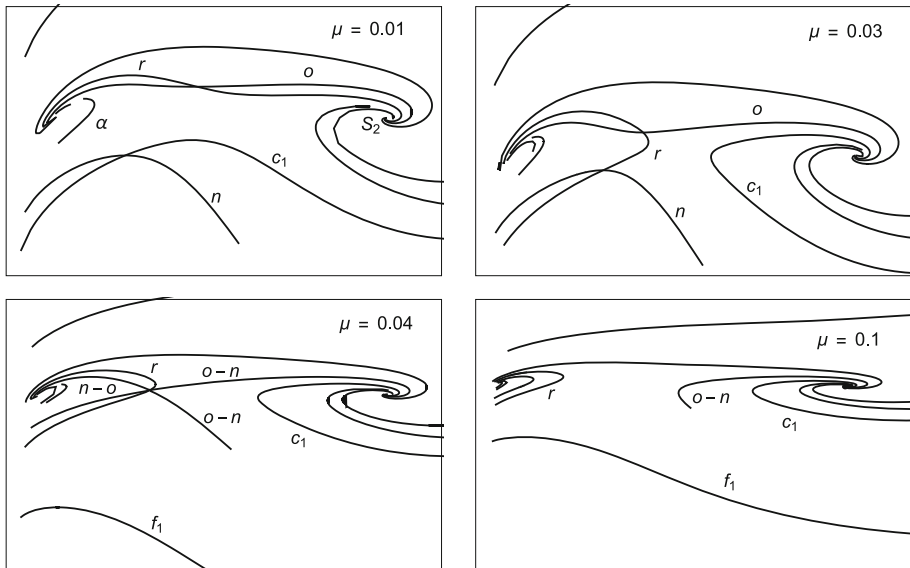 μ = 0.01
r
o
α
S₂
c₁
n
μ = 0.03
o
r
c₁
n
μ = 0.04
r
o – n
n – o
o – n
c₁
f₁
μ = 0.1
r
o – n
c₁
f₁